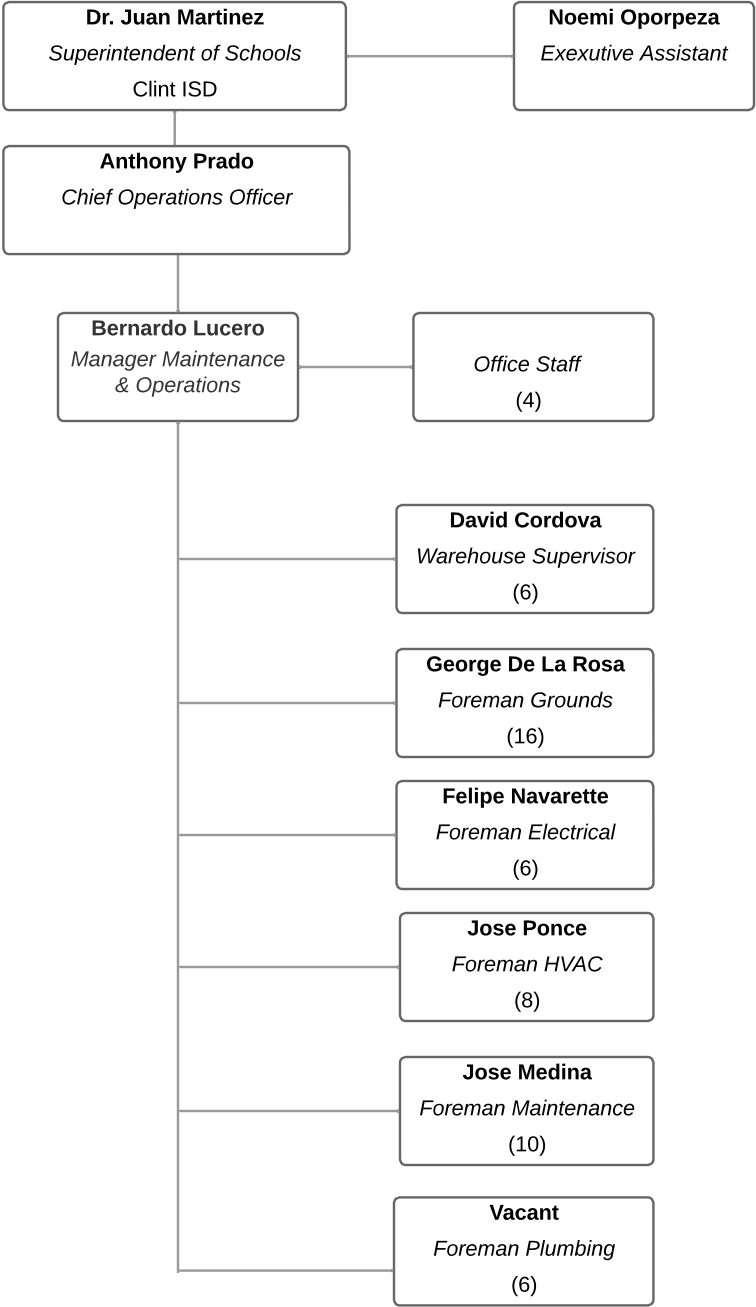 Dr. Juan Martinez
Superintendent of Schools
Clint ISD
Noemi Oporpeza
Exexutive Assistant
Anthony Prado
Chief Operations Officer
Bernardo Lucero
Manager Maintenance
& Operations
Office Staff
(4)
David Cordova
Warehouse Supervisor
(6)
George De La Rosa
Foreman Grounds
(16)
Felipe Navarette
Foreman Electrical
(6)
Jose Ponce
Foreman HVAC
(8)
Jose Medina
Foreman Maintenance
(10)
Vacant
Foreman Plumbing
(6)